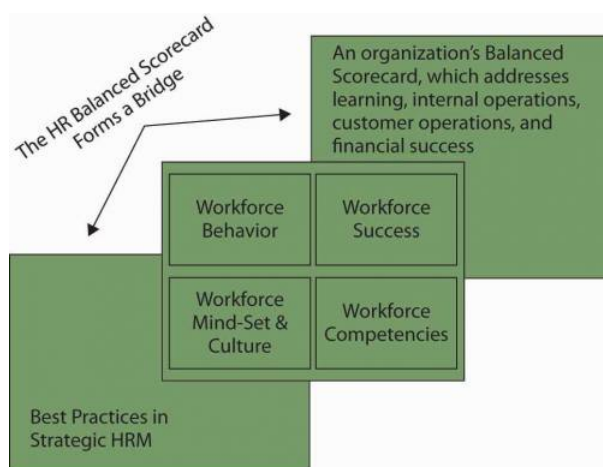 The HR Balanced Scorecard
Forms a Bridge
An organization's Balanced
Scorecard, which addresses
learning, internal operations,
customer operations, and
financial success
Workforce
Behavior
Workforce
Success
Workforce
Mind-Set &
Culture
Workforce
Competencies
Best Practices in
Strategic HRM